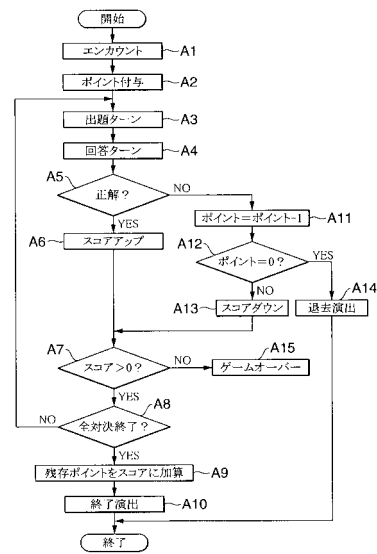 開始
エンカウント
A1
ポイント付与
A2
出題ターン
A3
回答ターン
A4
A5
正解？
NO
YES
ポイント＝ポイント-1
A11
A6
スコアアップ
A12
ポイント＝0？
YES
NO
A13
スコアダウン
A14
退去演出
A7
スコア＞0？
NO
A15
ゲームオーバー
YES
A8
NO
全対決終了？
YES
残存ポイントをスコアに加算
A9
終了演出
A10
終了